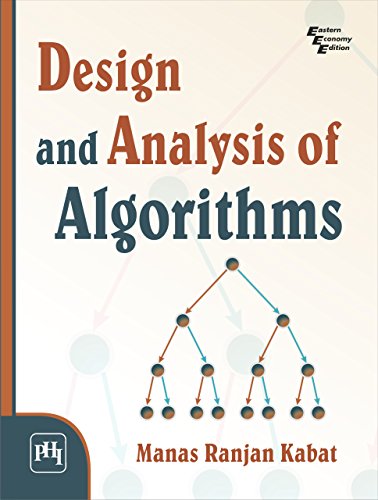 Eastern
Economy
Edition
Design
and Analysis of
Algorithms
Manas Ranjan Kabat
PHI